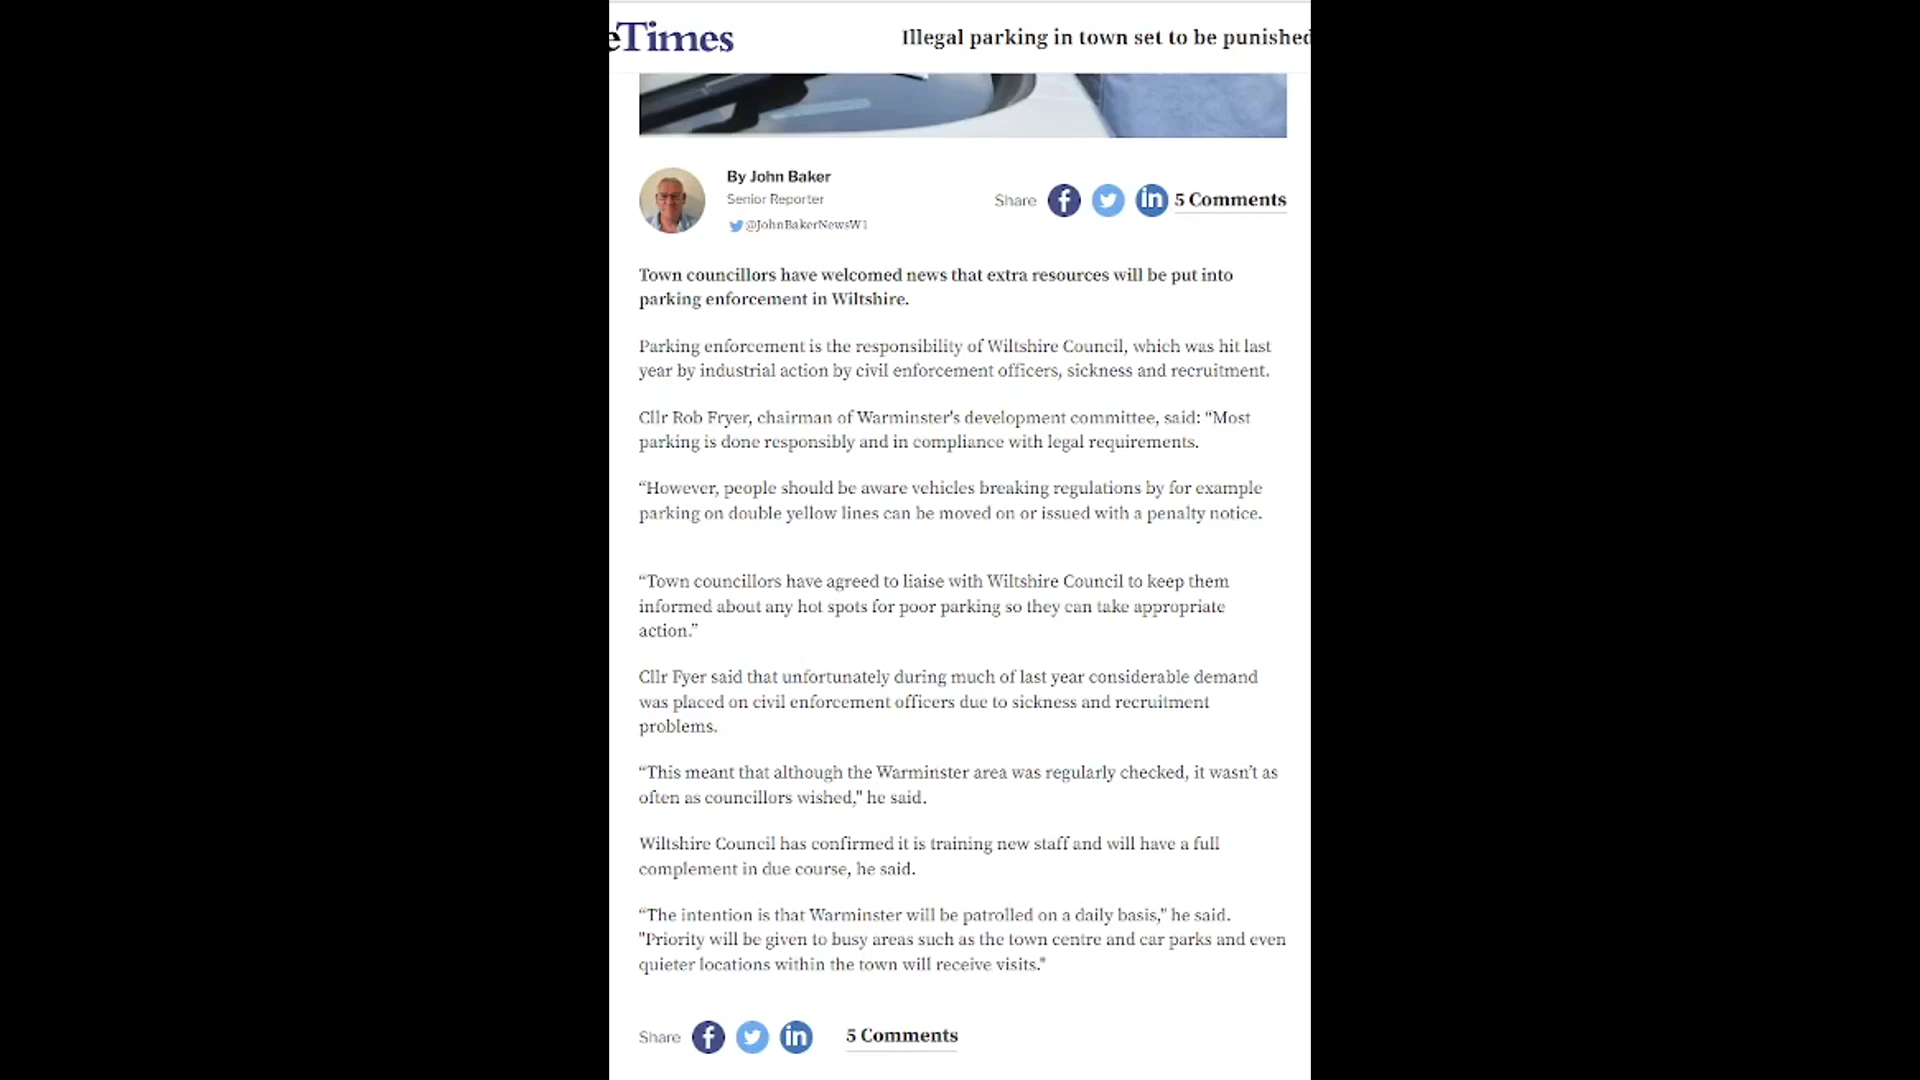 eTimes
Illegal parking in town set to be punished
By John Baker
Senior Reporter
@JohnBakerNewsW1
Share
5 Comments
Town councillors have welcomed news that extra resources will be put into
parking enforcement in Wiltshire.
Parking enforcement is the responsibility of Wiltshire Council, which was hit last
year by industrial action by civil enforcement officers, sickness and recruitment.
Cllr Rob Fryer, chairman of Warminster's development committee, said: “Most
parking is done responsibly and in compliance with legal requirements.
“However, people should be aware vehicles breaking regulations by for example
parking on double yellow lines can be moved on or issued with a penalty notice.
“Town councillors have agreed to liaise with Wiltshire Council to keep them
informed about any hot spots for poor parking so they can take appropriate
action.”
Cllr Fyer said that unfortunately during much of last year considerable demand
was placed on civil enforcement officers due to sickness and recruitment
problems.
“This meant that although the Warminster area was regularly checked, it wasn’t as
often as councillors wished," he said.
Wiltshire Council has confirmed it is training new staff and will have a full
complement in due course, he said.
“The intention is that Warminster will be patrolled on a daily basis," he said.
"Priority will be given to busy areas such as the town centre and car parks and even
quieter locations within the town will receive visits."
Share
5 Comments